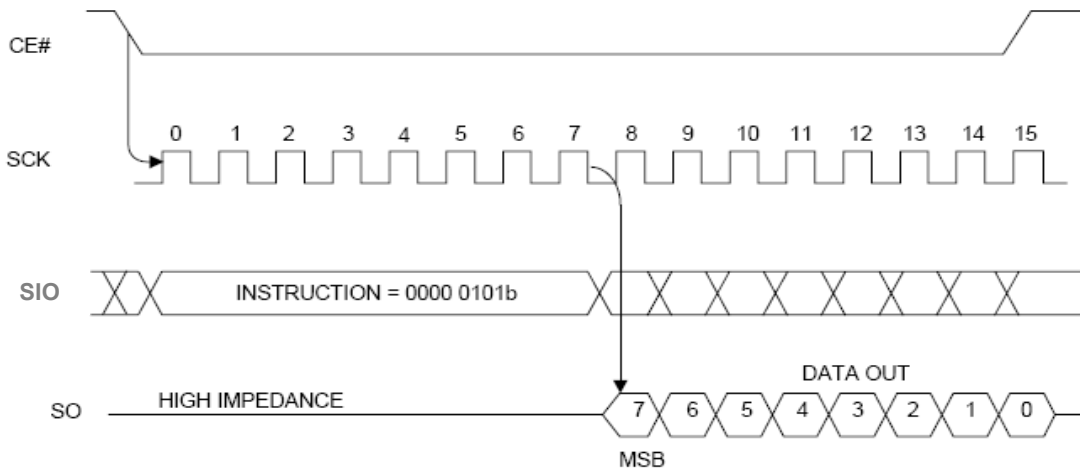 CE#
0 1 2 3 4 5 6 7 8 9 10 11 12 13 14 15
SCK
SIO
INSTRUCTION = 0000 0101b
DATA OUT
SO
HIGH IMPEDANCE
7 6 5 4 3 2 1 0
MSB